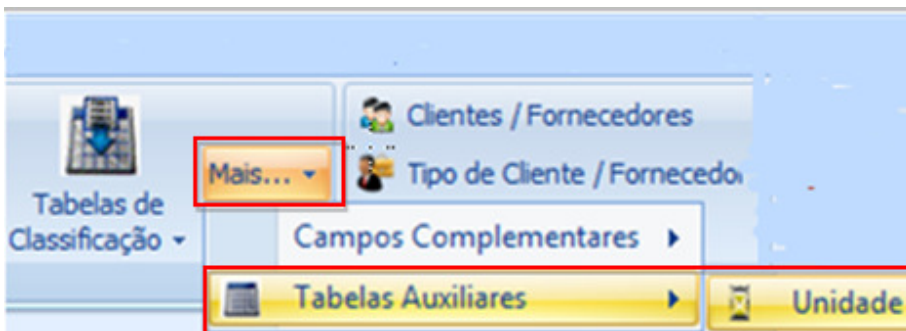 Clientes / Fornecedores
Mais...
Tipo de Cliente / Fornecedo
Tabelas de
Classificação
Campos Complementares
Tabelas Auxiliares
Unidade